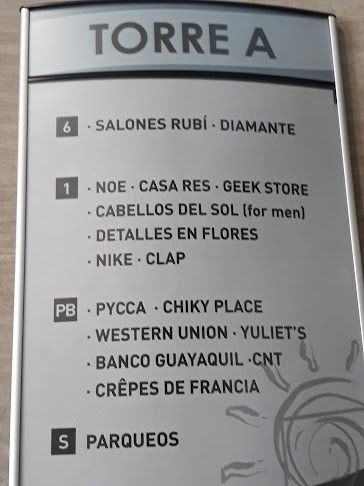 TORRE A
6 · SALONES RUBÍ · DIAMANTE
1 · NOE · CASA RES · GEEK STORE
· CABELLOS DEL SOL (for men)
· DETALLES EN FLORES
· NIKE · CLAP
PB · PYCCA · CHIKY PLACE
· WESTERN UNION · YULIET'S
· BANCO GUAYAQUIL ·CNT
· CRÊPES DE FRANCIA
S PARQUEOS